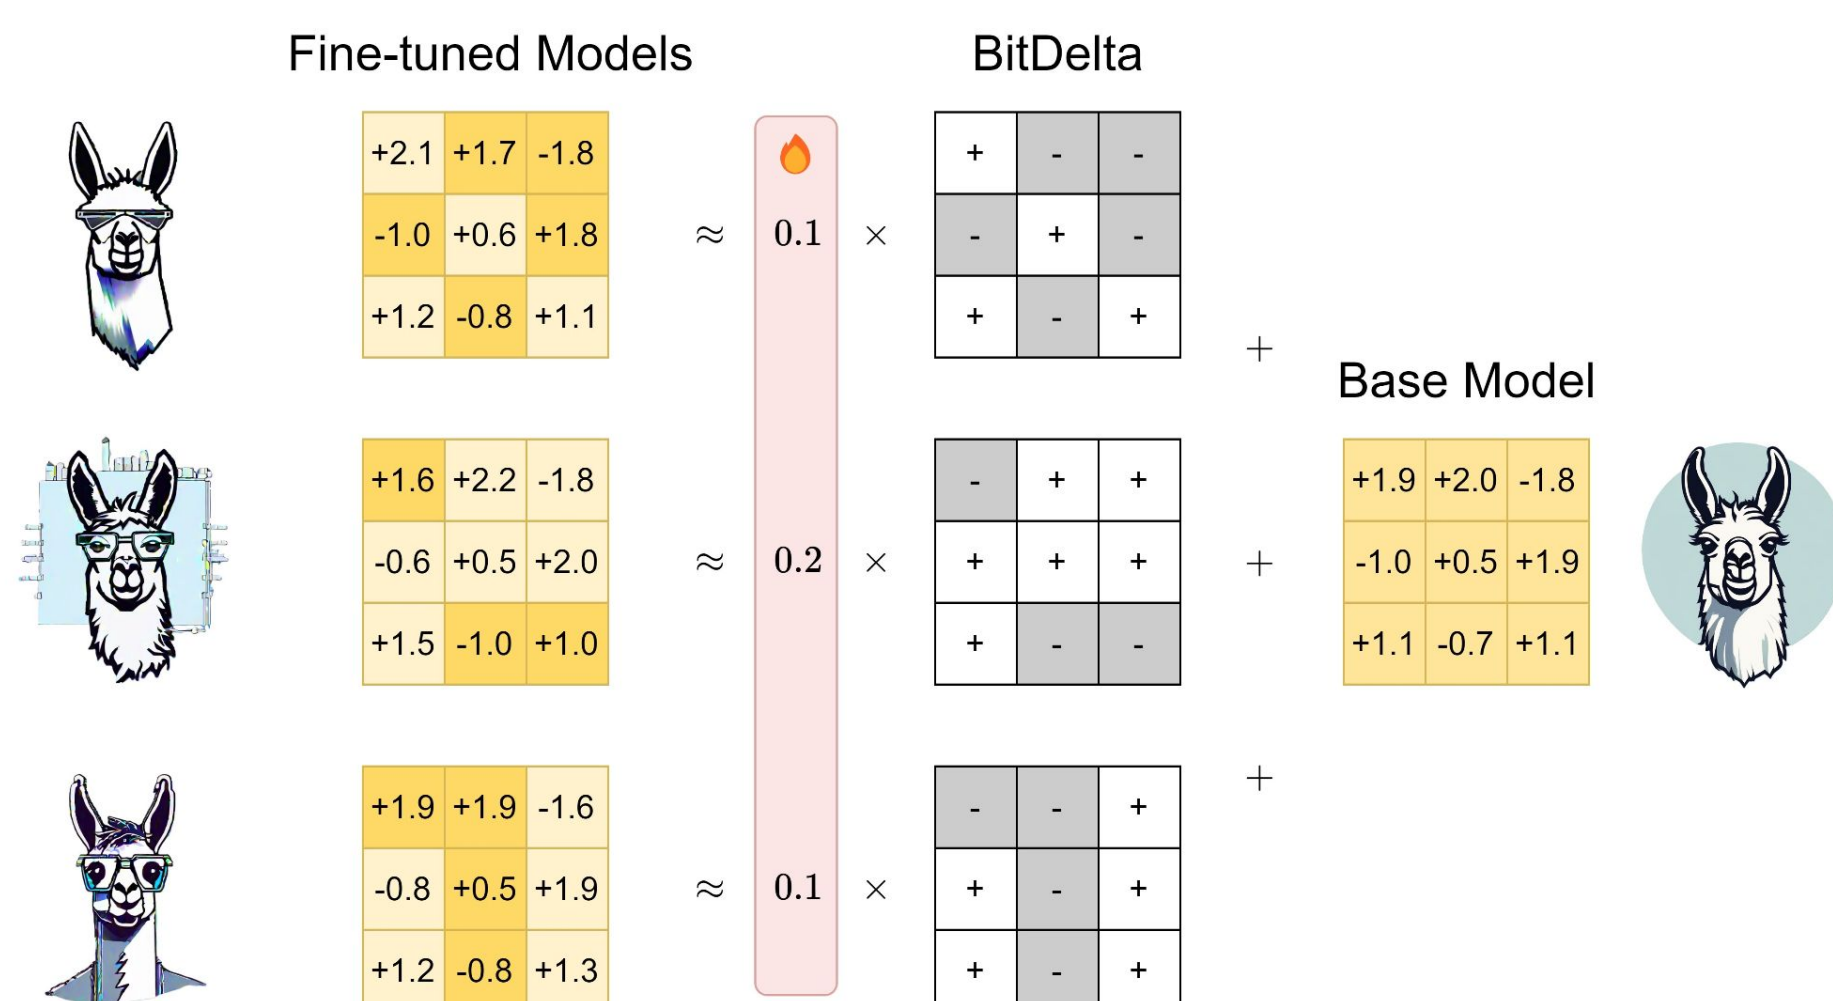 Fine-tuned Models BitDelta
+2.1 +1.7 -1.8 + - -
-1.0 +0.6 +1.8 ≈ 0.1 × - + -
+1.2 -0.8 +1.1 + - +
+
Base Model
+1.6 +2.2 -1.8 - + + +1.9 +2.0 -1.8
-0.6 +0.5 +2.0 ≈ 0.2 × + + + + -1.0 +0.5 +1.9
+1.5 -1.0 +1.0 + - - +1.1 -0.7 +1.1
+
+1.9 +1.9 -1.6 - - +
-0.8 +0.5 +1.9 ≈ 0.1 × + - +
+1.2 -0.8 +1.3 + - +